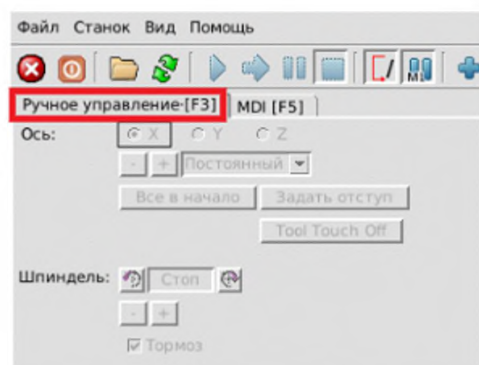 Файл Станок Вид Помощь
M1
Ручное управление-[F3] MDI [F5]
Ось: X Y Z
- + Постоянный
Все в начало Задать отступ
Tool Touch Off
Шпиндель: Стоп
- +
Тормоз